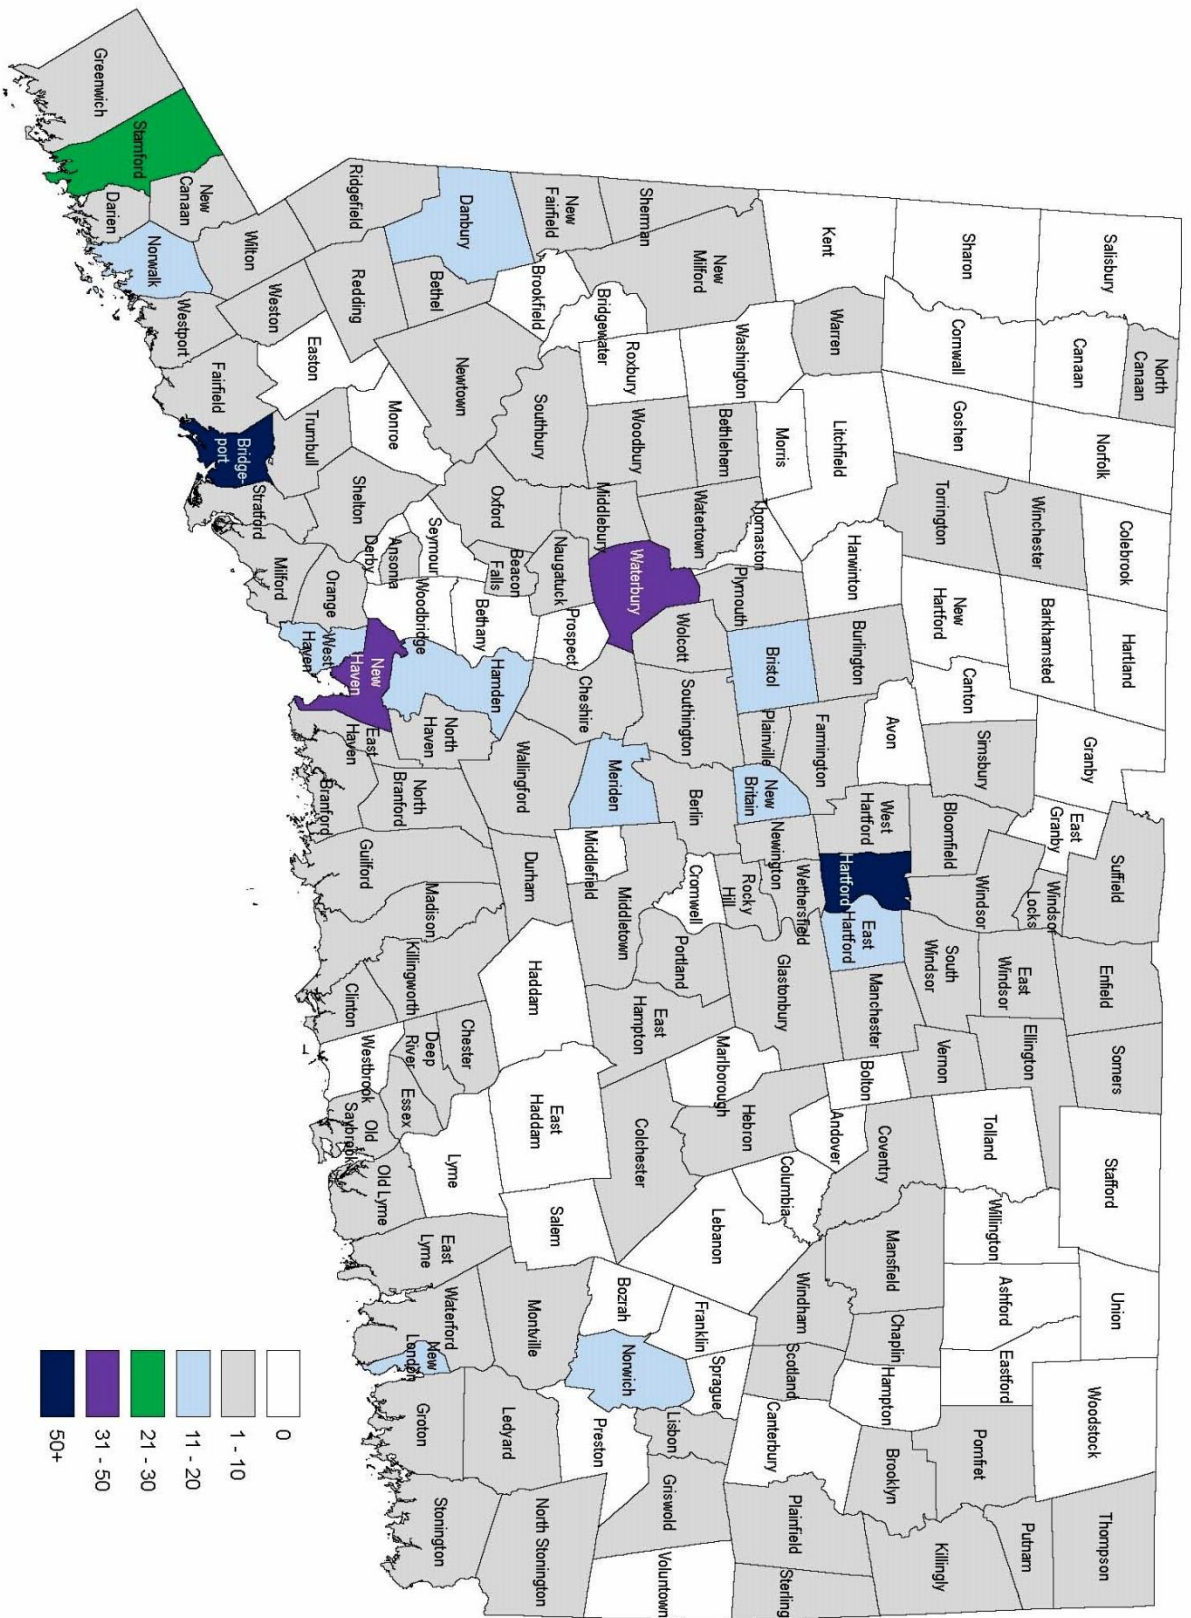 Salisbury
North
Canaan
Canaan
Norfolk
Colebrook
Hartland
Granby
East
Granby
Suffield
Enfield
Somers
Stafford
Union
Woodstock
Thompson
Sharon
Cornwall
Goshen
Winchester
Barkhamsted
Torrington
New
Hartford
Canton
Simsbury
Bloomfield
Windsor
Locks
Windsor
East
Windsor
South
Windsor
Ellington
Vernon
Tolland
Willington
Ashford
Eastford
Pomfret
Putnam
Killingly
Kent
Warren
Litchfield
Harwinton
Burlington
Avon
Farmington
West
Hartford
Hartford
East
Hartford
Manchester
Bolton
Andover
Coventry
Columbia
Mansfield
Windham
Chaplin
Hampton
Scotland
Brooklyn
Canterbury
Plainfield
Sterling
Sherman
New
Milford
Washington
Morris
Bethlehem
Thomaston
Watertown
Plymouth
Bristol
Wolcott
Plainville
Southington
New
Britain
Berlin
Newington
Wethersfield
Rocky
Hill
Cromwell
Glastonbury
Portland
East
Hampton
Marlborough
Hebron
Colchester
Lebanon
Franklin
Bozrah
Sprague
Norwich
Lisbon
Preston
Griswold
Voluntown
New
Fairfield
Bridgewater
Brookfield
Roxbury
Woodbury
Southbury
Middlebury
Waterbury
Naugatuck
Prospect
Cheshire
Meriden
Middlefield
Middletown
Durham
Haddam
East
Haddam
Salem
Montville
Ledyard
North Stonington
Danbury
Bethel
Newtown
Oxford
Seymour
Beacon
Falls
Bethany
Woodbridge
Hamden
North
Haven
Wallingford
North
Branford
Guilford
Madison
Killingworth
Chester
Deep
River
Essex
Lyme
Old Lyme
East
Lyme
Waterford
New
London
Groton
Stonington
Ridgefield
Redding
Monroe
Shelton
Derby
Ansonia
Orange
New
Haven
West
Haven
East
Haven
Branford
Clinton
Westbrook
Old
Saybrook
Wilton
Weston
Easton
Trumbull
Stratford
Milford
New
Canaan
Norwalk
Westport
Fairfield
Bridge-
port
Greenwich
Stamford
Darien
0
1 - 10
11 - 20
21 - 30
31 - 50
50+